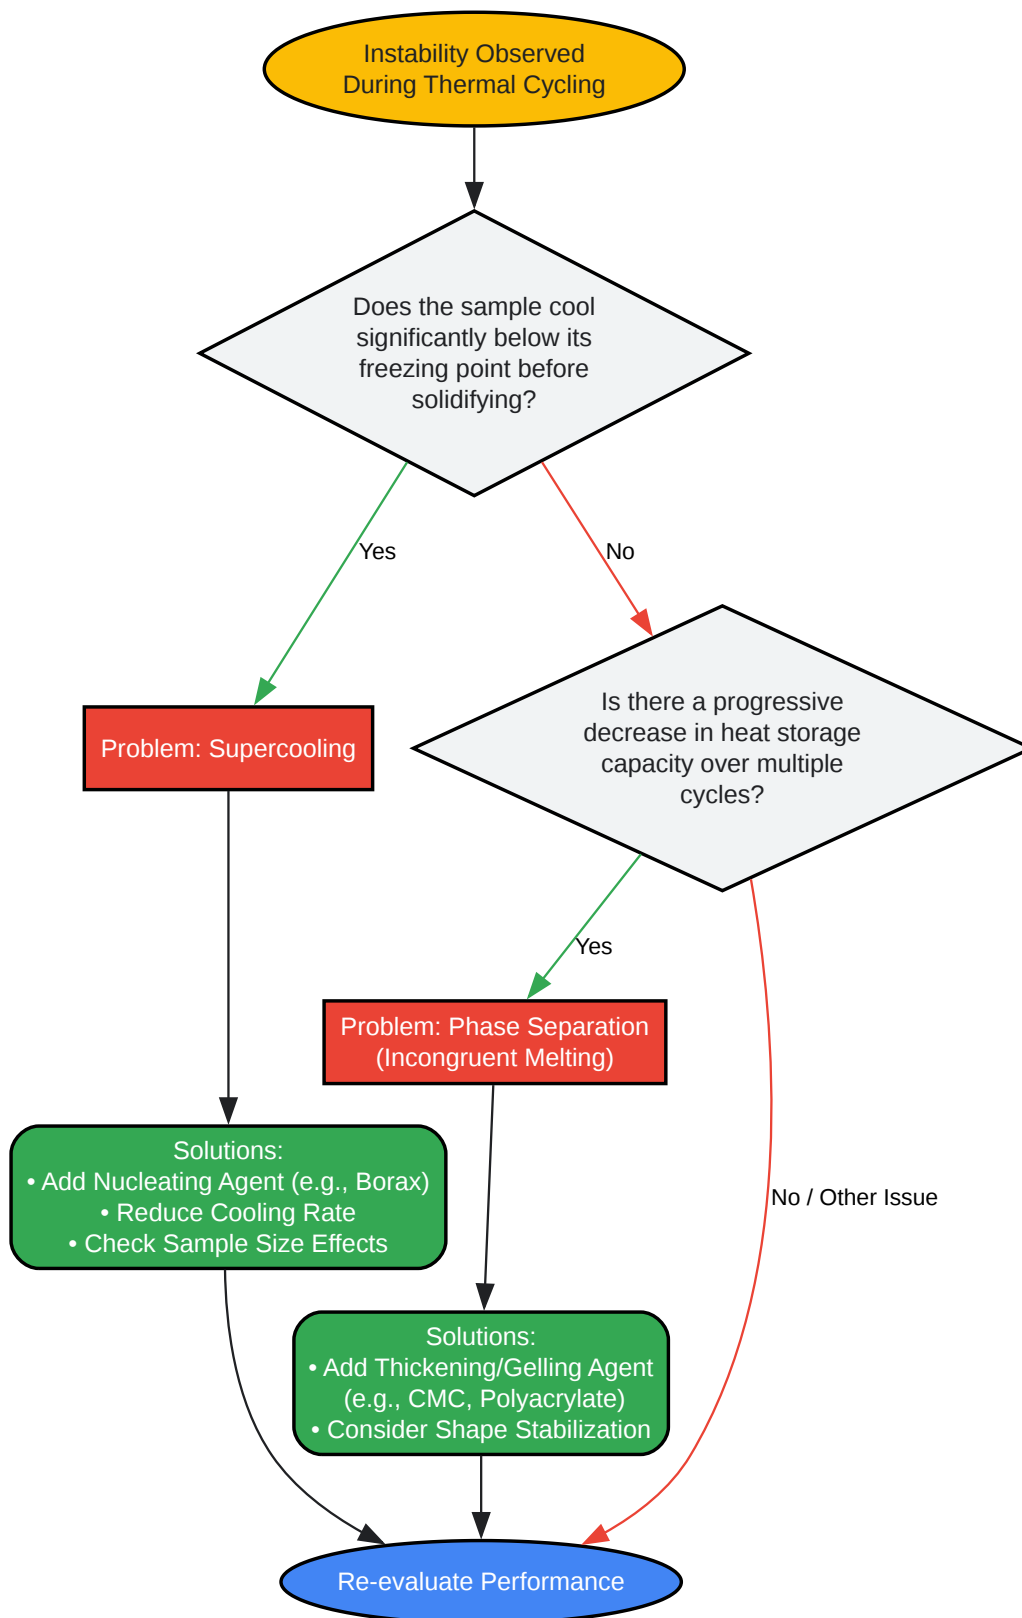 Instability Observed
During Thermal Cycling
Does the sample cool
significantly below its
freezing point before
solidifying?
Yes
No
Is there a progressive
decrease in heat storage
capacity over multiple
cycles?
Problem: Supercooling
Yes
Problem: Phase Separation
(Incongruent Melting)
Solutions:
• Add Nucleating Agent (e.g., Borax)
• Reduce Cooling Rate
• Check Sample Size Effects
No / Other Issue
Solutions:
• Add Thickening/Gelling Agent
(e.g., CMC, Polyacrylate)
• Consider Shape Stabilization
Re-evaluate Performance